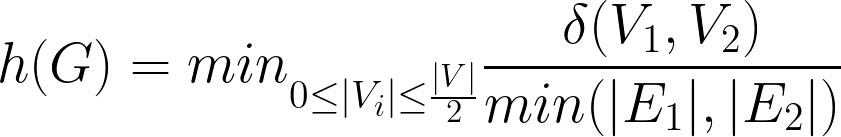 h(G) = min_{0≤|V_i|≤\frac{|V|}{2}} \frac{δ(V_1, V_2)}{min(|E_1|, |E_2|)}